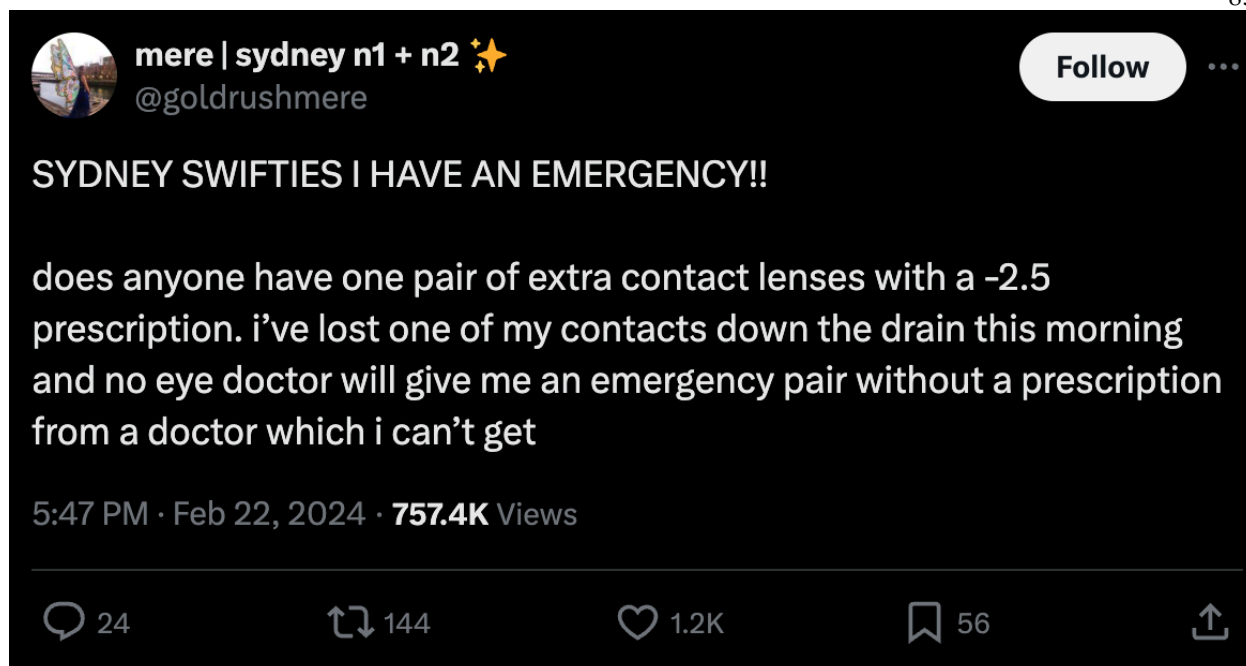 mere | sydney n1 + n2 ✨
@goldrushmere
Follow
SYDNEY SWIFTIES I HAVE AN EMERGENCY!!
does anyone have one pair of extra contact lenses with a -2.5
prescription. i’ve lost one of my contacts down the drain this morning
and no eye doctor will give me an emergency pair without a prescription
from a doctor which i can’t get
5:47 PM · Feb 22, 2024 · 757.4K Views
24 144 1.2K 56